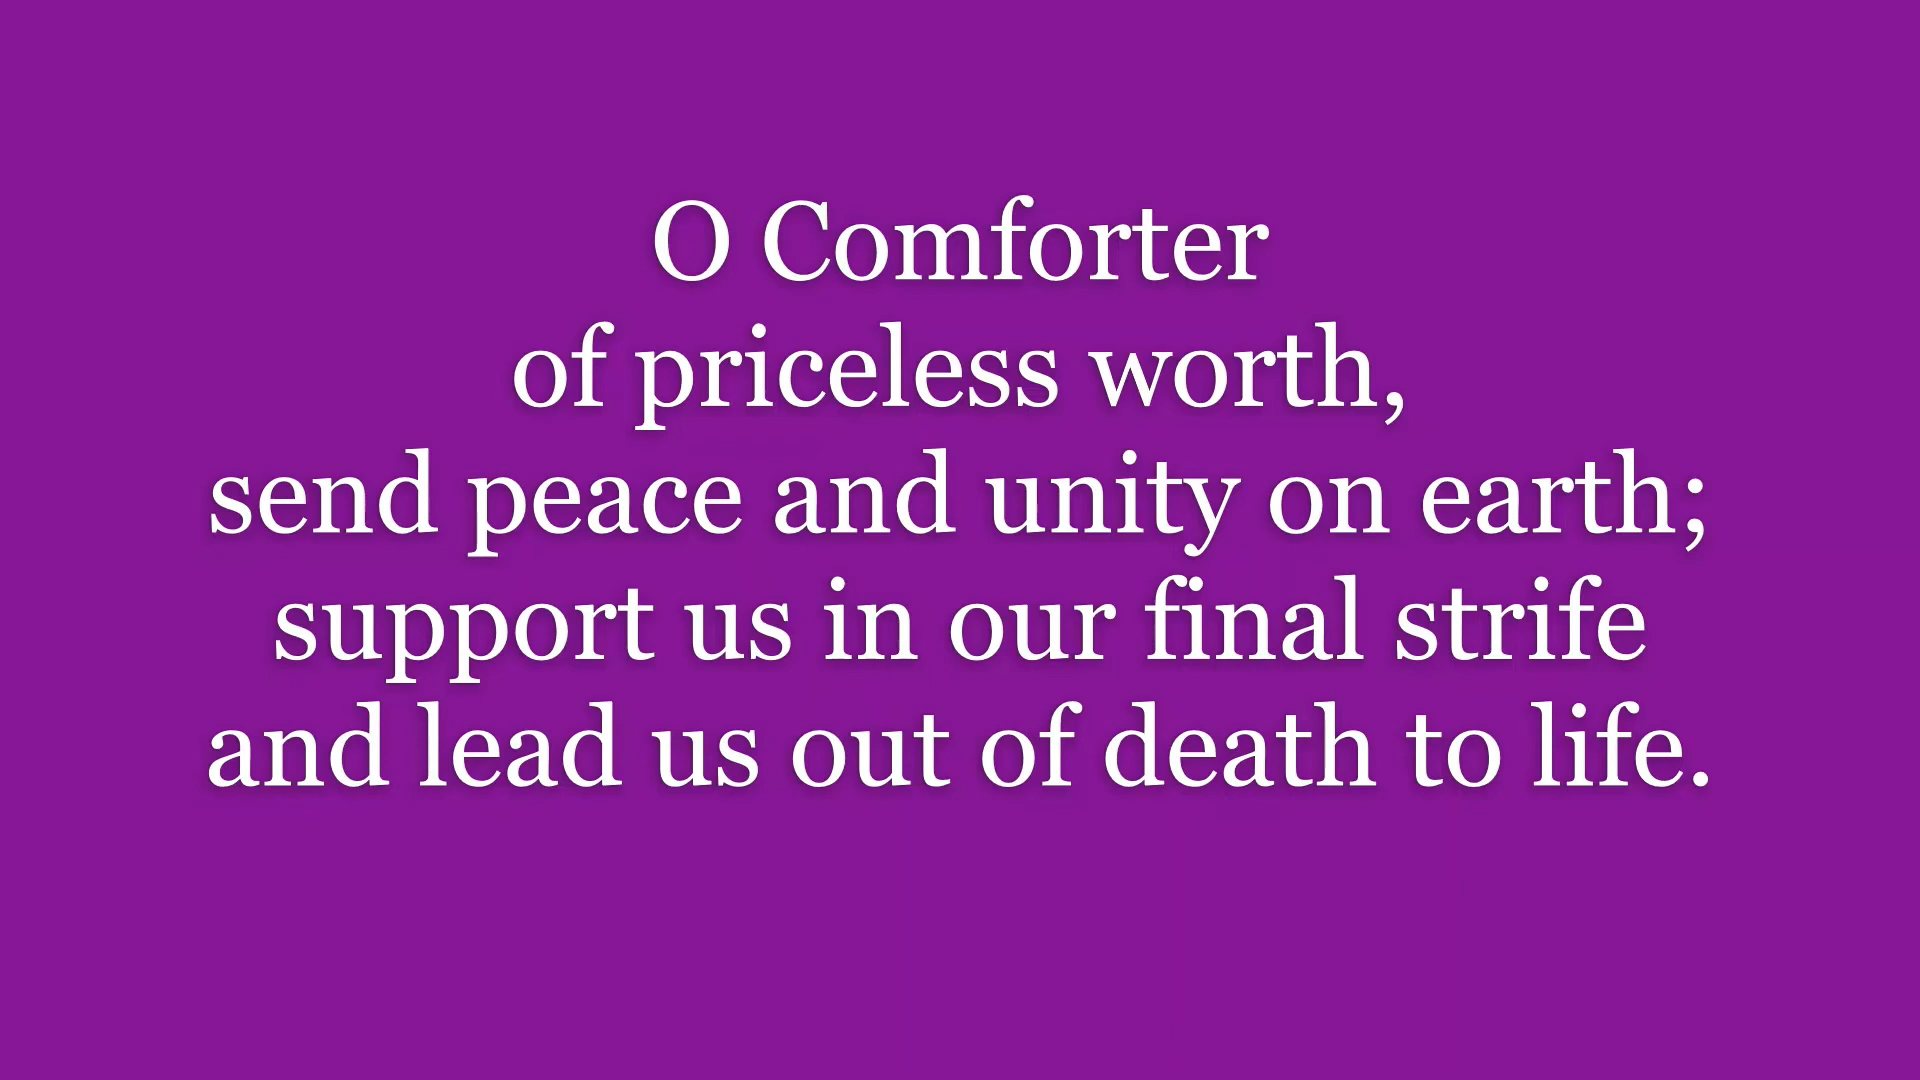 O Comforter
of priceless worth,
send peace and unity on earth;
support us in our final strife
and lead us out of death to life.